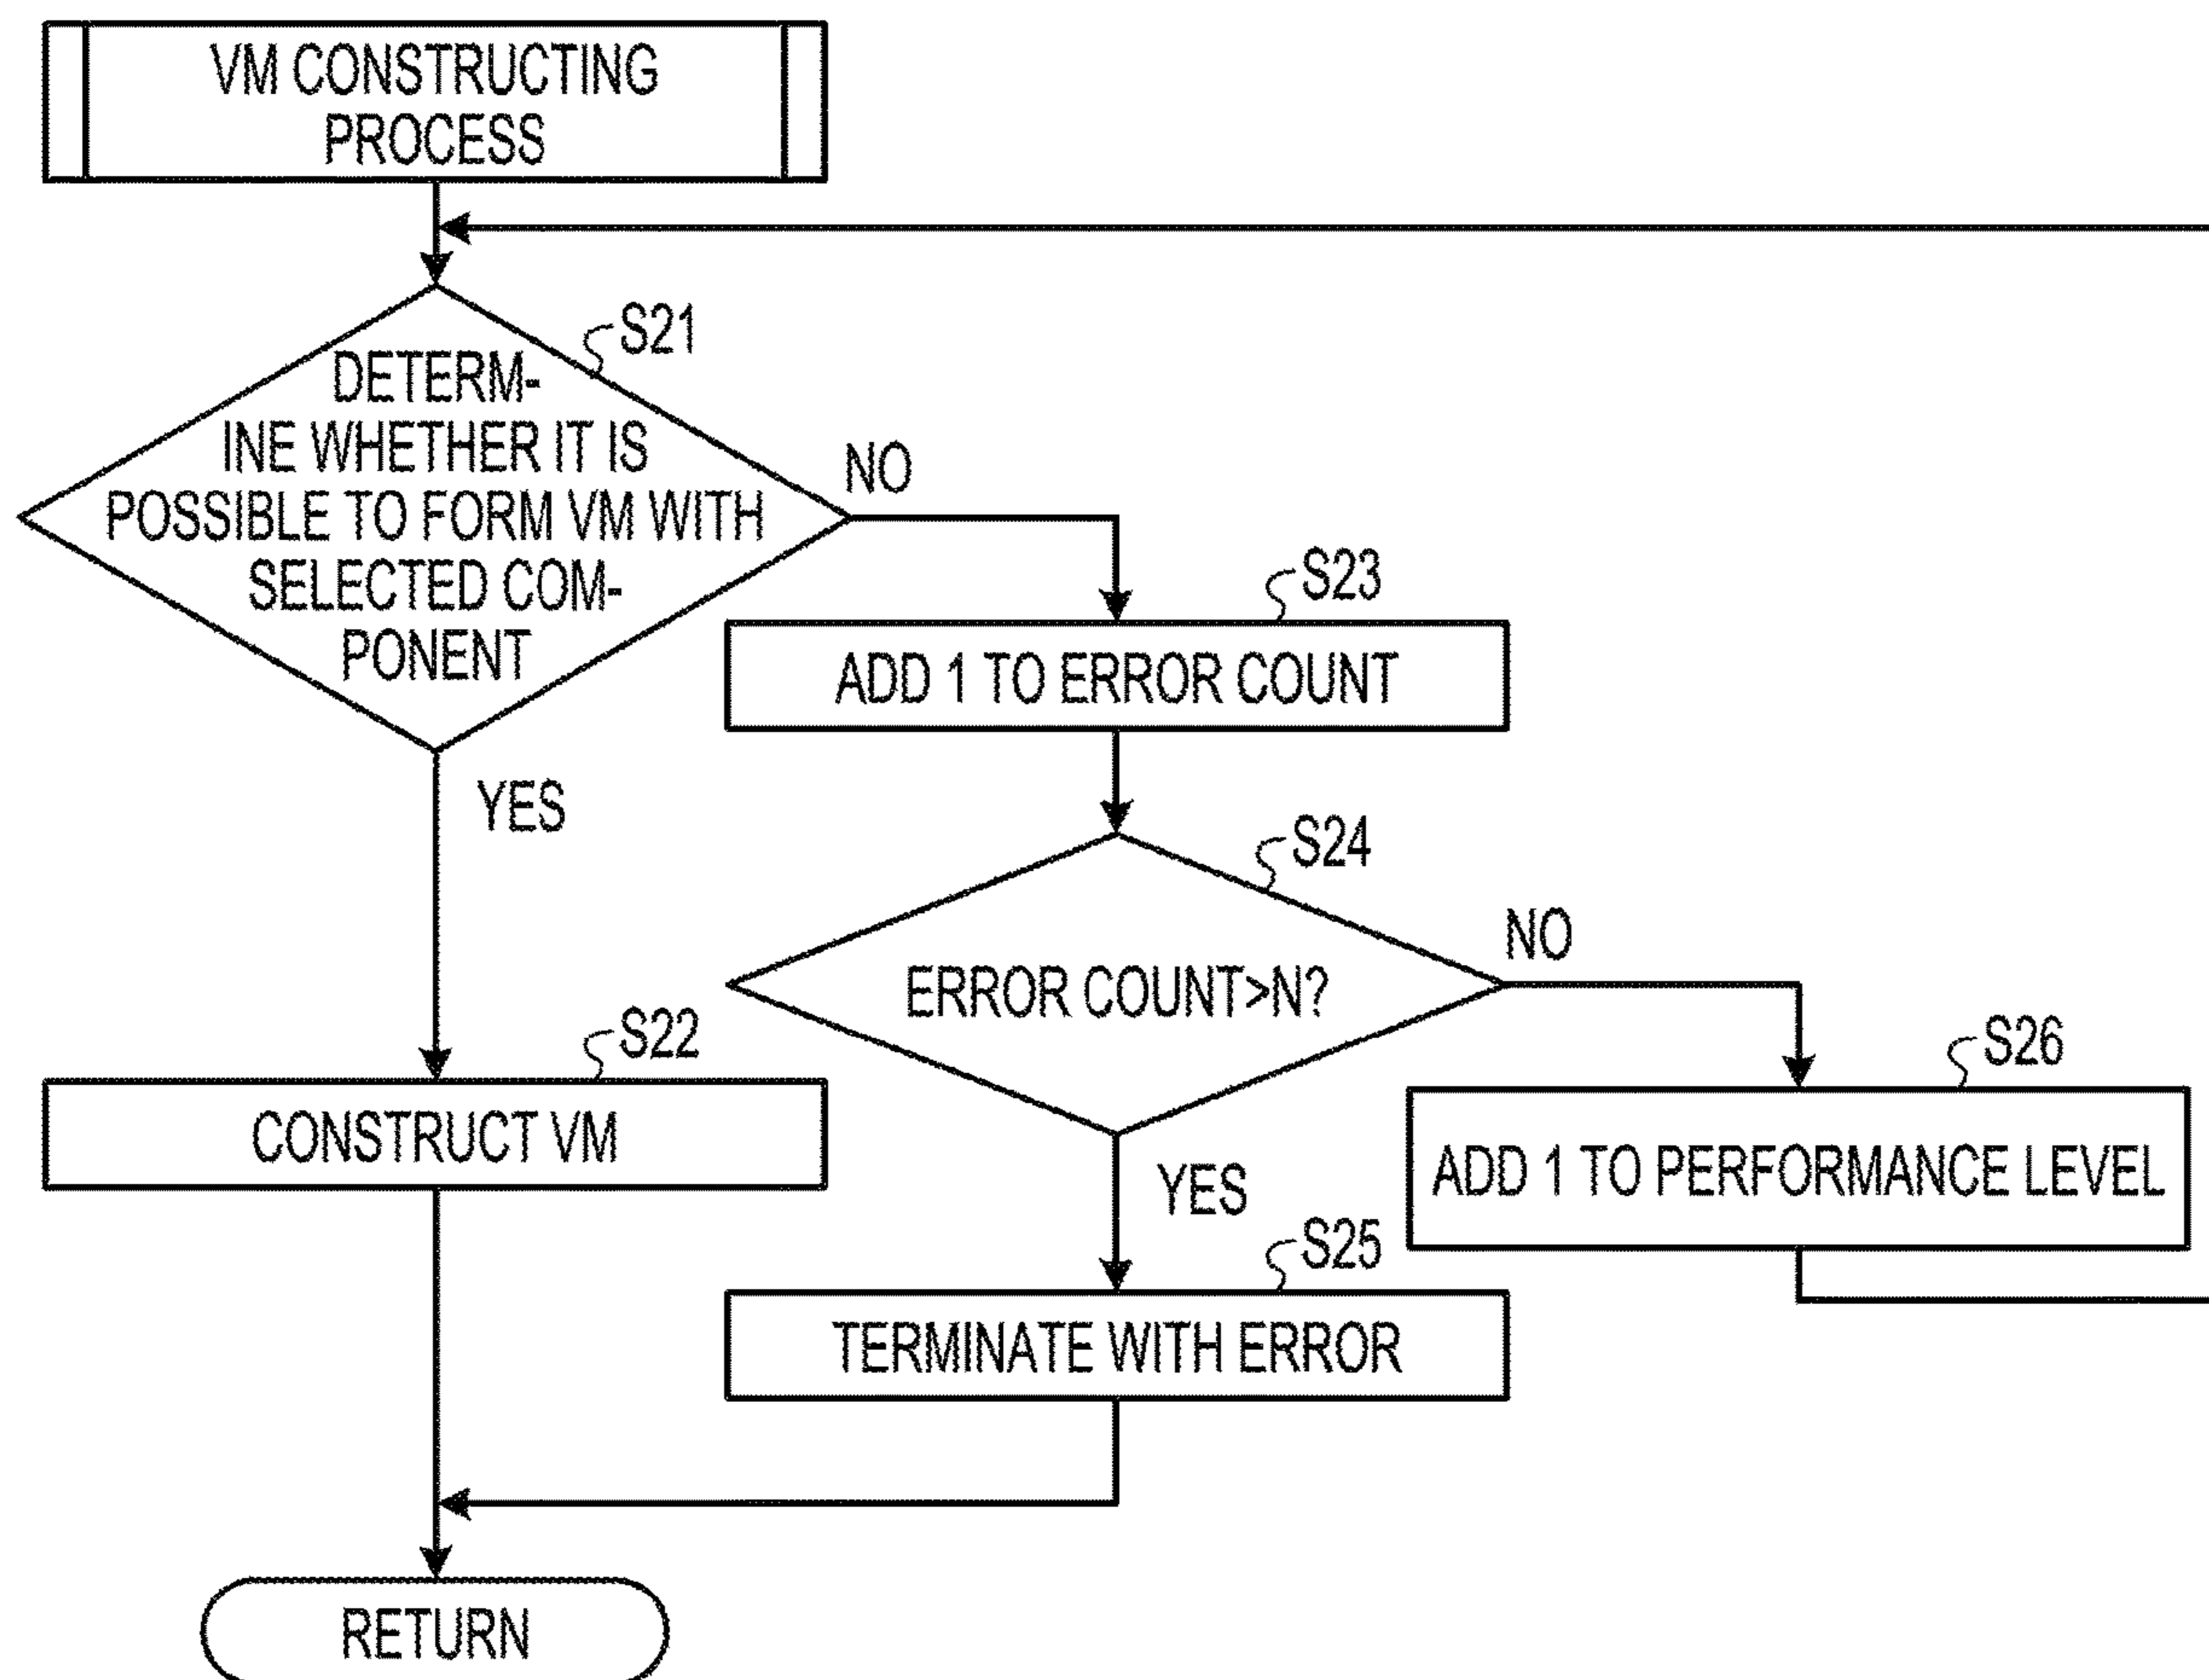 VM CONSTRUCTING
PROCESS
S21
DETERM-
INE WHETHER IT IS
POSSIBLE TO FORM VM WITH
SELECTED COM-
PONENT
NO
YES
S23
ADD 1 TO ERROR COUNT
S24
ERROR COUNT>N?
NO
YES
S22
CONSTRUCT VM
S26
ADD 1 TO PERFORMANCE LEVEL
S25
TERMINATE WITH ERROR
RETURN